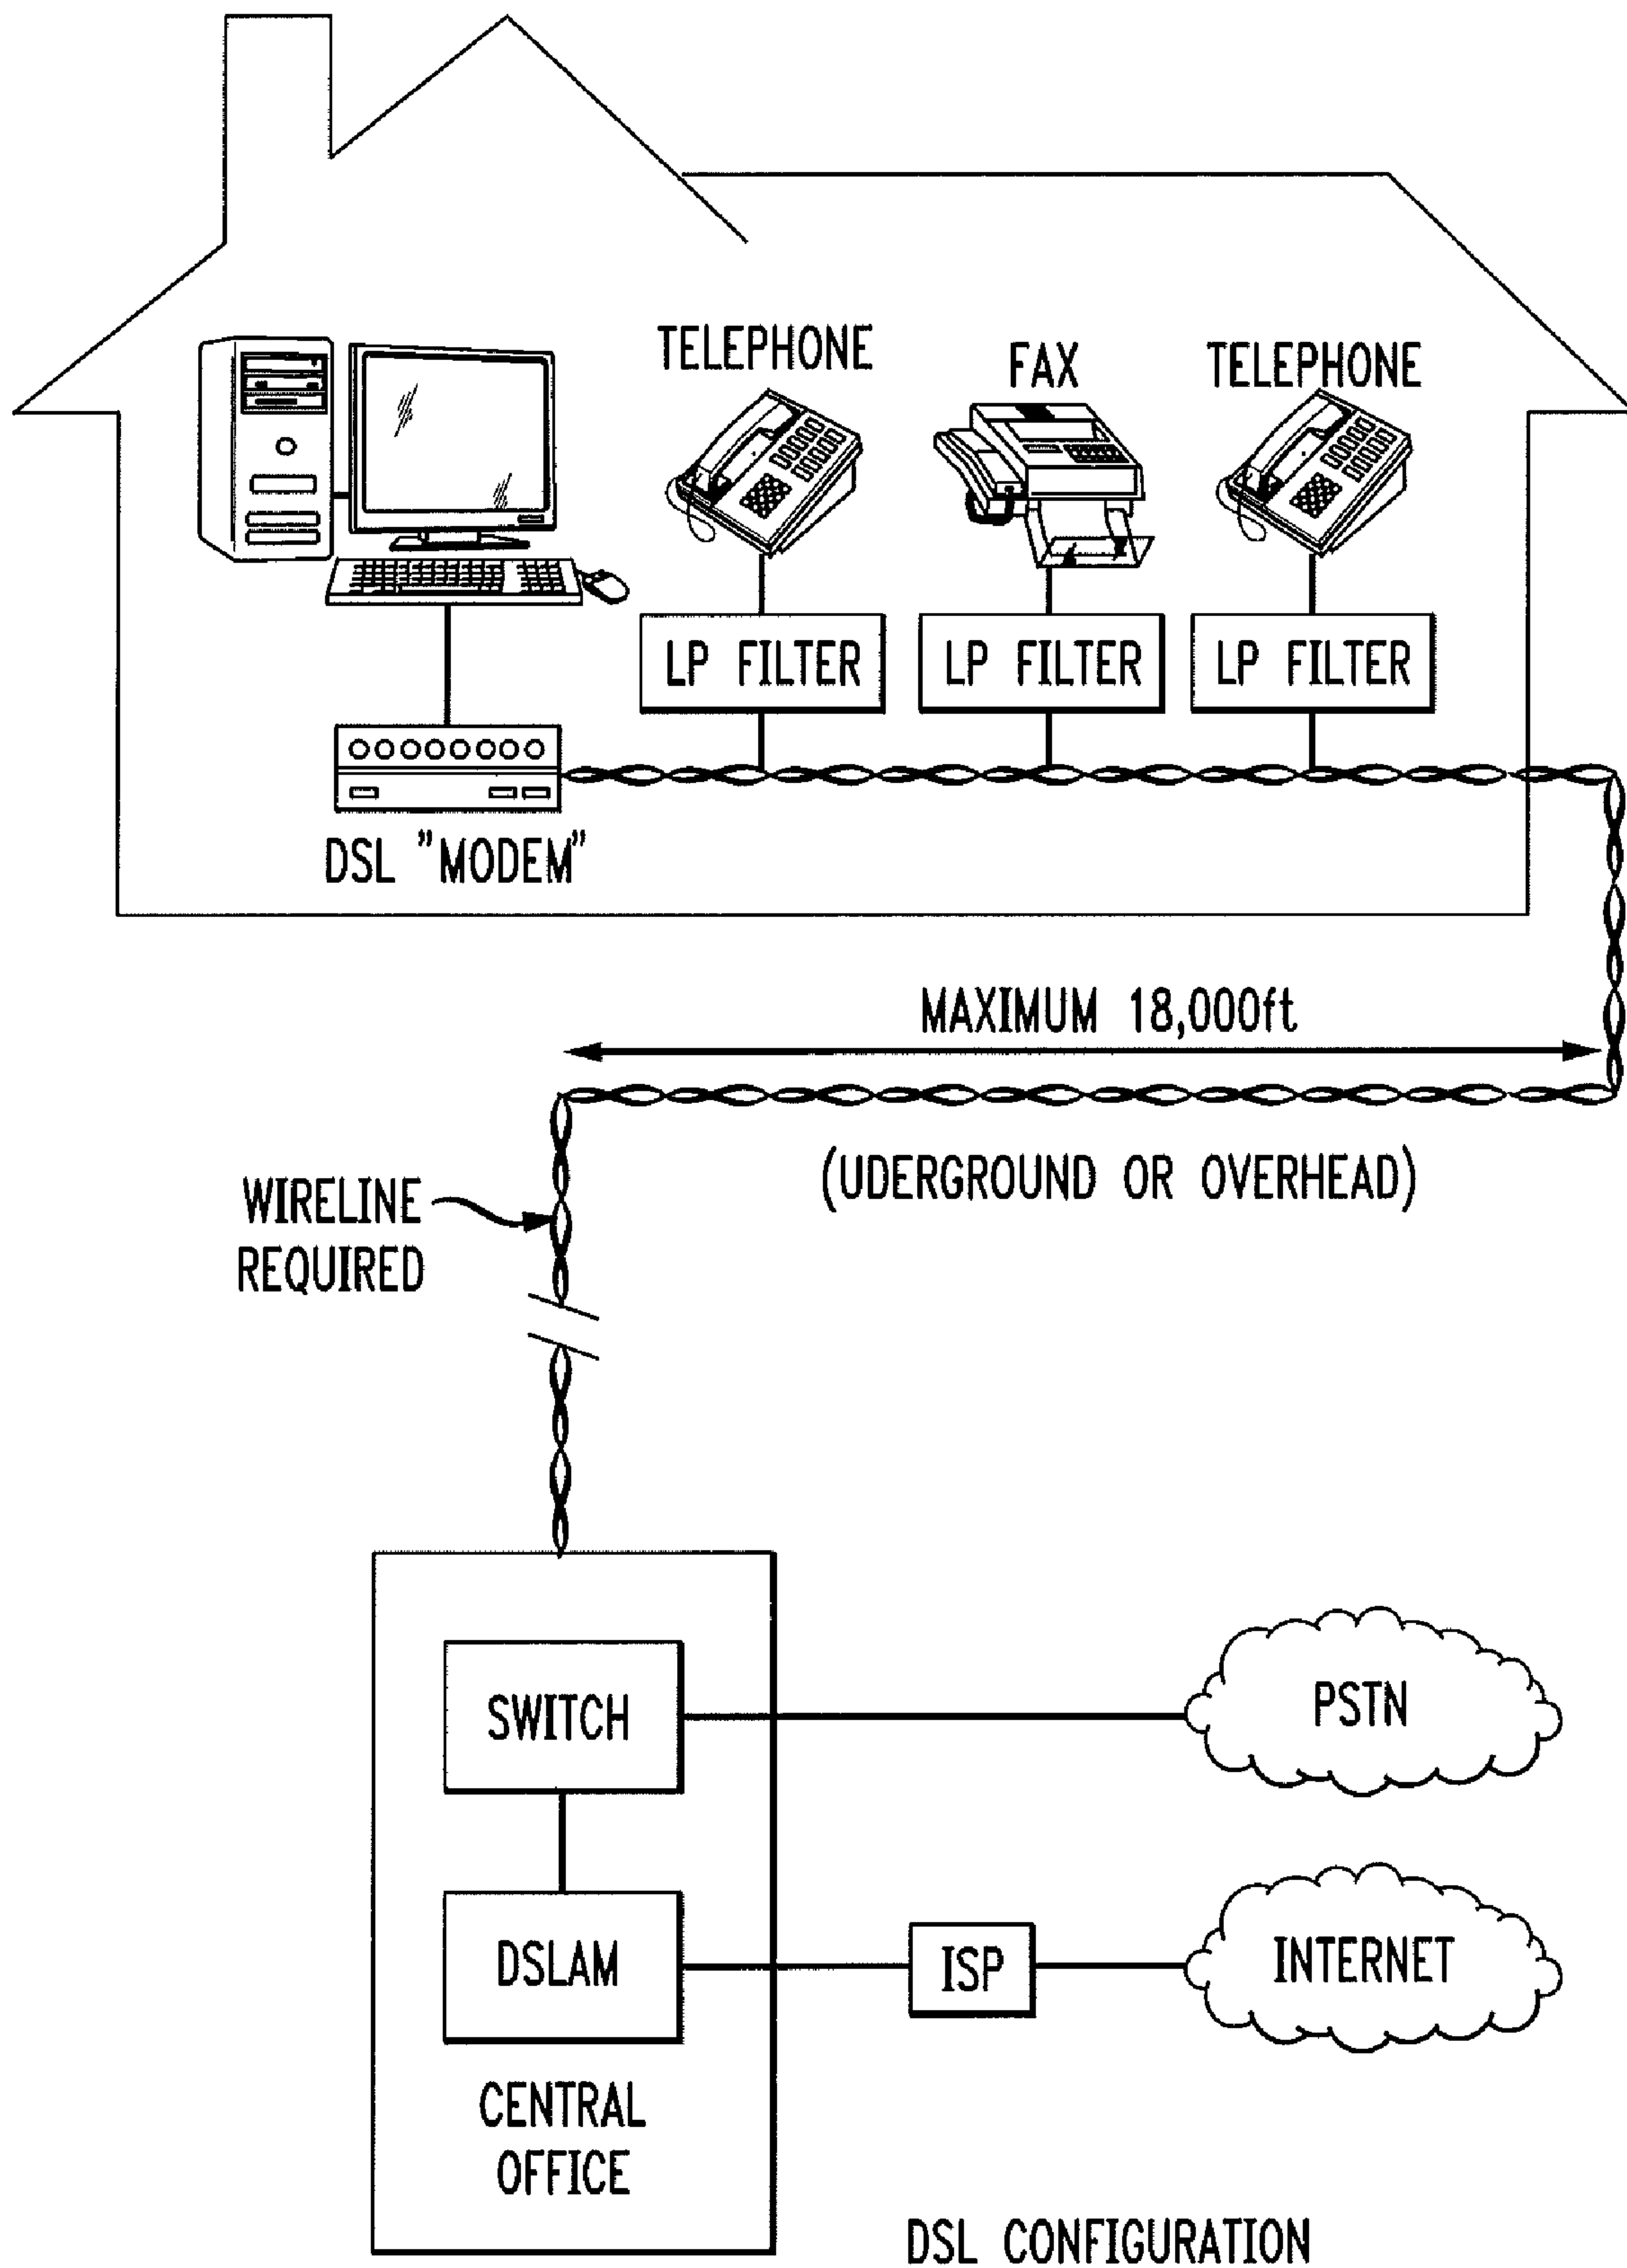 TELEPHONE
FAX
TELEPHONE
LP FILTER
LP FILTER
LP FILTER
DSL "MODEM"
MAXIMUM 18,000ft
(UDERGROUND OR OVERHEAD)
WIRELINE
REQUIRED
SWITCH
PSTN
DSLAM
ISP
INTERNET
CENTRAL
OFFICE
DSL CONFIGURATION